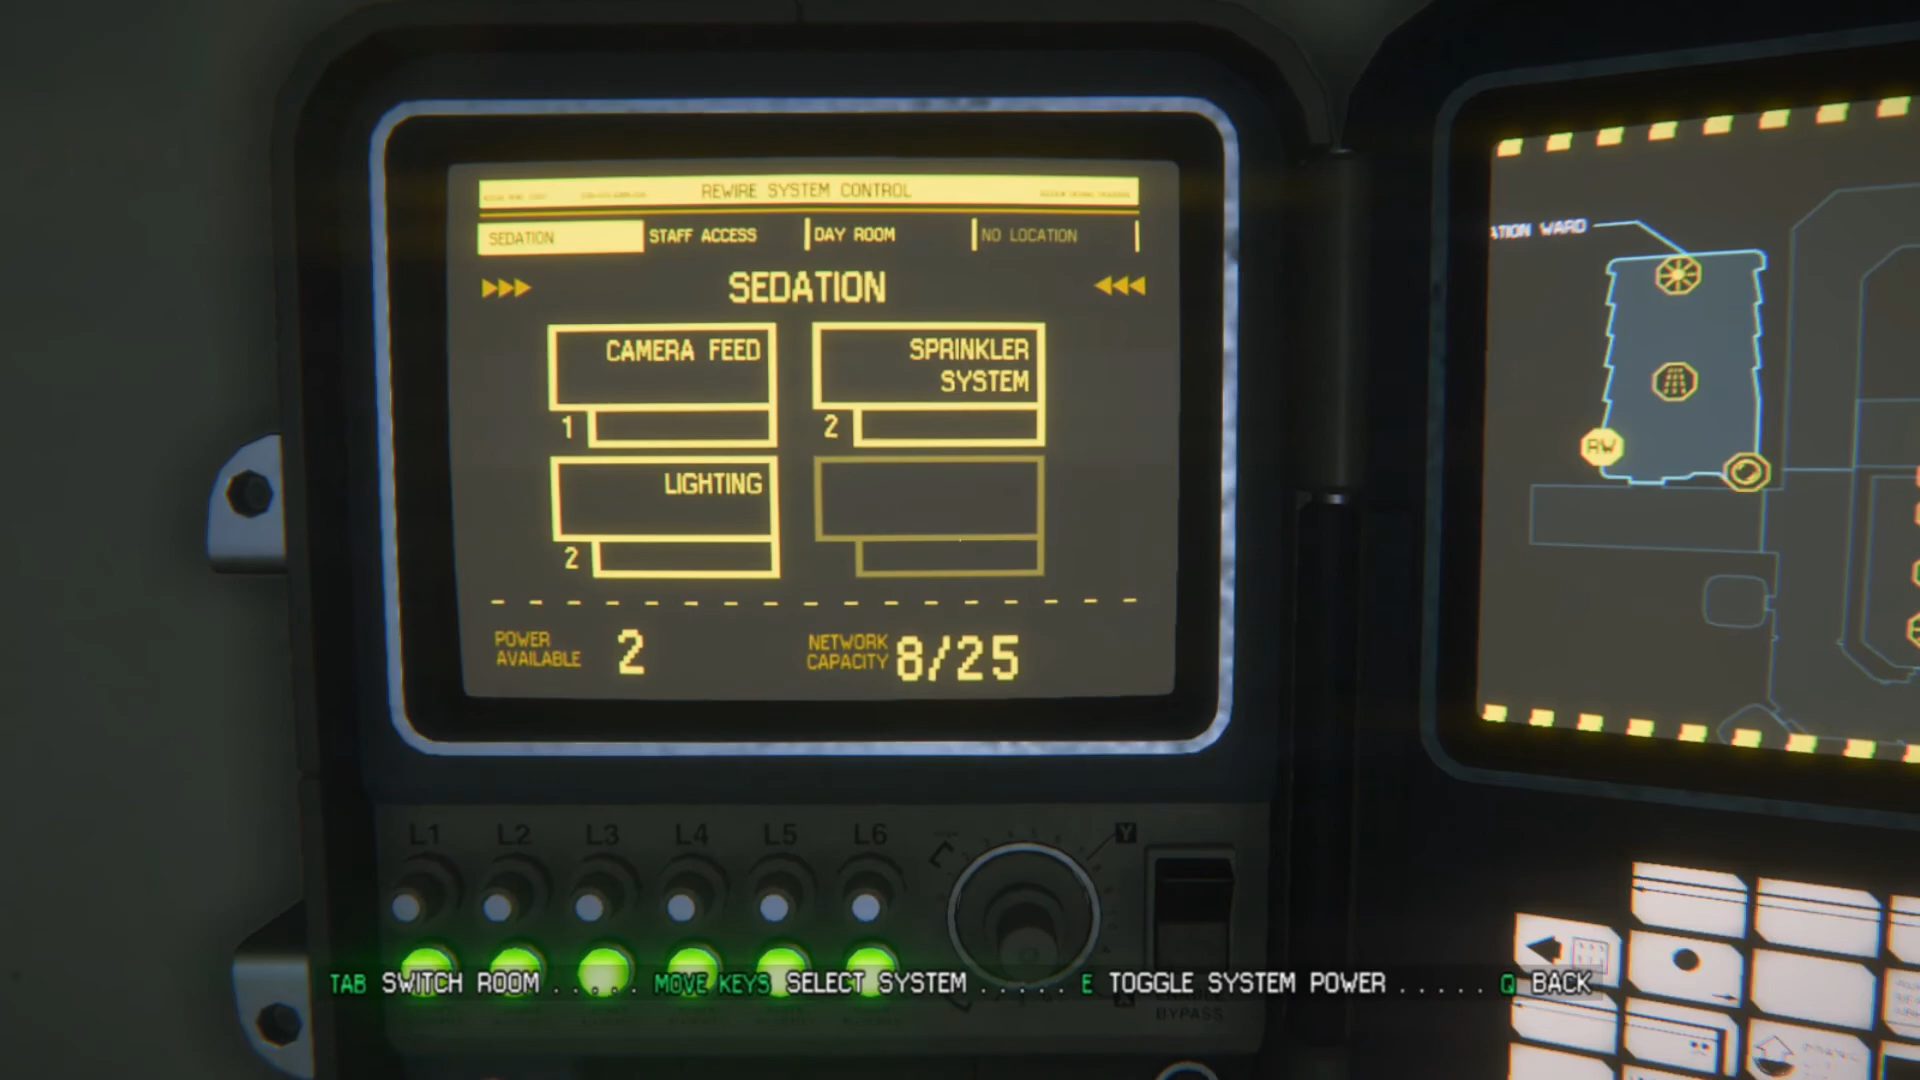 REWIRE SYSTEM CONTROL
SEDATION
STAFF ACCESS
DAY ROOM
NO LOCATION
SEDATION
CAMERA FEED
1
SPRINKLER
SYSTEM
2
LIGHTING
2
POWER
AVAILABLE
2
NETWORK
CAPACITY
8/25
ATION WARD
RW
L1 L2 L3 L4 L5 L6
Y
TAB SWITCH ROOM ..... MOVE KEYS SELECT SYSTEM ...... E TOGGLE SYSTEM POWER ...... Q BACK
BYPASS